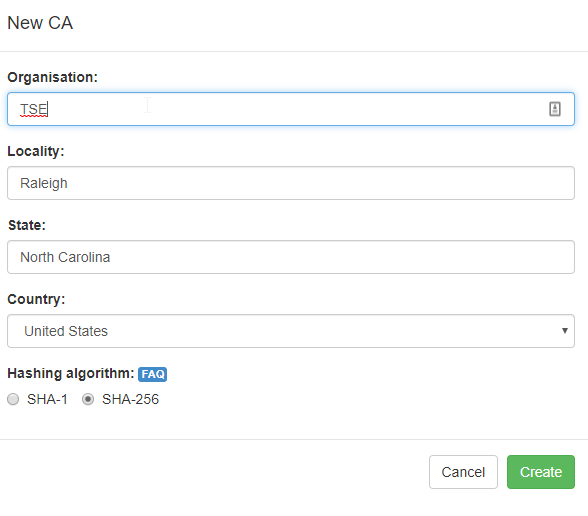 New CA
Organisation:
TSE
Locality:
Raleigh
State:
North Carolina
Country:
United States
Hashing algorithm: FAQ
SHA-1 SHA-256
Cancel Create